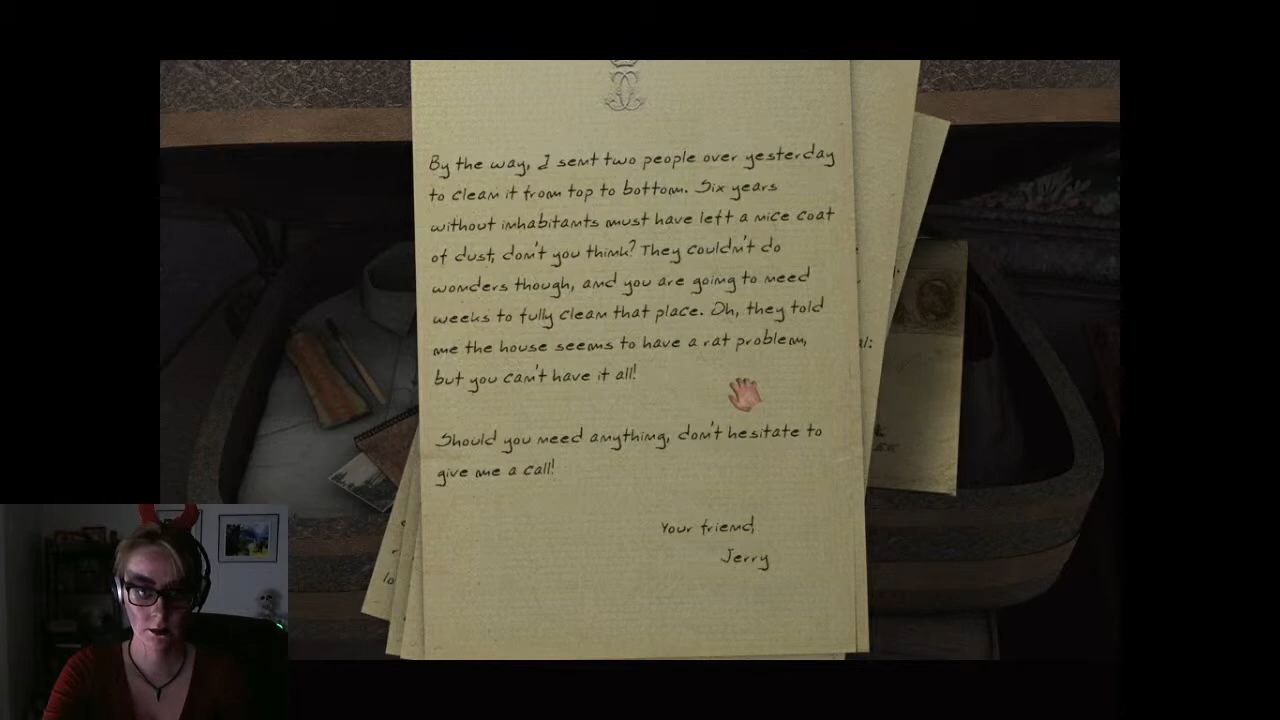 By the way, I sent two people over yesterday
to clean it from top to bottom. Six years
without inhabitants must have left a nice coat
of dust, don't you think? They couldn't do
wonders though, and you are going to need
weeks to fully clean that place. Oh, they told
me the house seems to have a rat problem,
but you can't have it all!
Should you need anything, don't hesitate to
give me a call!
Your friend,
Jerry
al:
lo